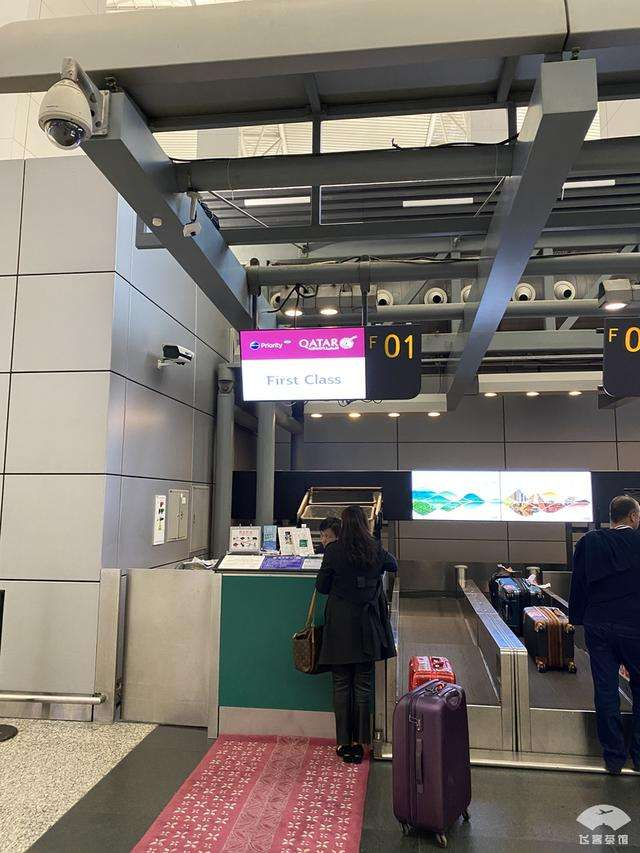 Priority QATAR
First Class
F 01
F 0
飞客茶馆